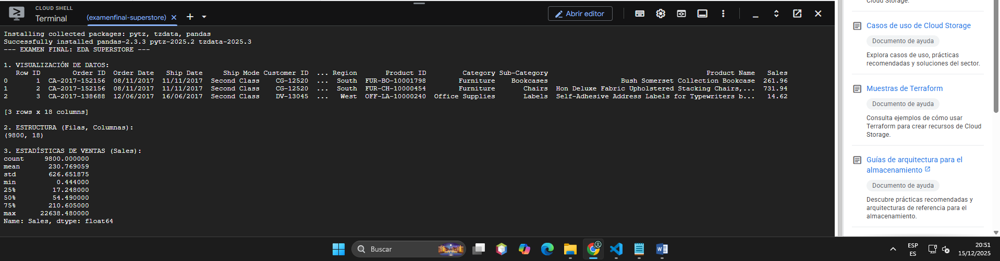 CLOUD SHELL
Terminal
(examenfinal-superstore)
Abrir editor
Installing collected packages: pytz, tzdata, pandas
Successfully installed pandas-2.3.3 pytz-2025.2 tzdata-2025.3
--- EXAMEN FINAL: EDA SUPERSTORE ---
1. VISUALIZACIÓN DE DATOS:
Row ID Order ID Order Date Ship Date Ship Mode Customer ID ... Region Product ID Category Sub-Category Product Name Sales
0 1 CA-2017-152156 08/11/2017 11/11/2017 Second Class CG-12520 ... South FUR-BO-10001798 Furniture Bookcases Bush Somerset Collection Bookcase 261.96
1 2 CA-2017-152156 08/11/2017 11/11/2017 Second Class CG-12520 ... South FUR-CH-10000454 Furniture Chairs Hon Deluxe Fabric Upholstered Stacking Chairs,... 731.94
2 3 CA-2017-138688 12/06/2017 16/06/2017 Second Class DV-13045 ... West OFF-LA-10000240 Office Supplies Labels Self-Adhesive Address Labels for Typewriters b... 14.62
[3 rows x 18 columns]
2. ESTRUCTURA (Filas, Columnas):
(9800, 18)
3. ESTADÍSTICAS DE VENTAS (Sales):
count 9800.000000
mean 230.769059
std 626.651875
min 0.444000
25% 17.248000
50% 54.490000
75% 210.605000
max 22638.480000
Name: Sales, dtype: float64
Cloud Storage.
Casos de uso de Cloud Storage
Documento de ayuda
Explora casos de uso, prácticas
recomendadas y soluciones del sector.
Muestras de Terraform
Documento de ayuda
Consulta ejemplos de cómo usar
Terraform para crear recursos de Cloud
Storage.
Guías de arquitectura para el
almacenamiento
Documento de ayuda
Descubre prácticas recomendadas y
arquitecturas de referencia para el
almacenamiento.
Buscar
ESP
ES
20:51
15/12/2025